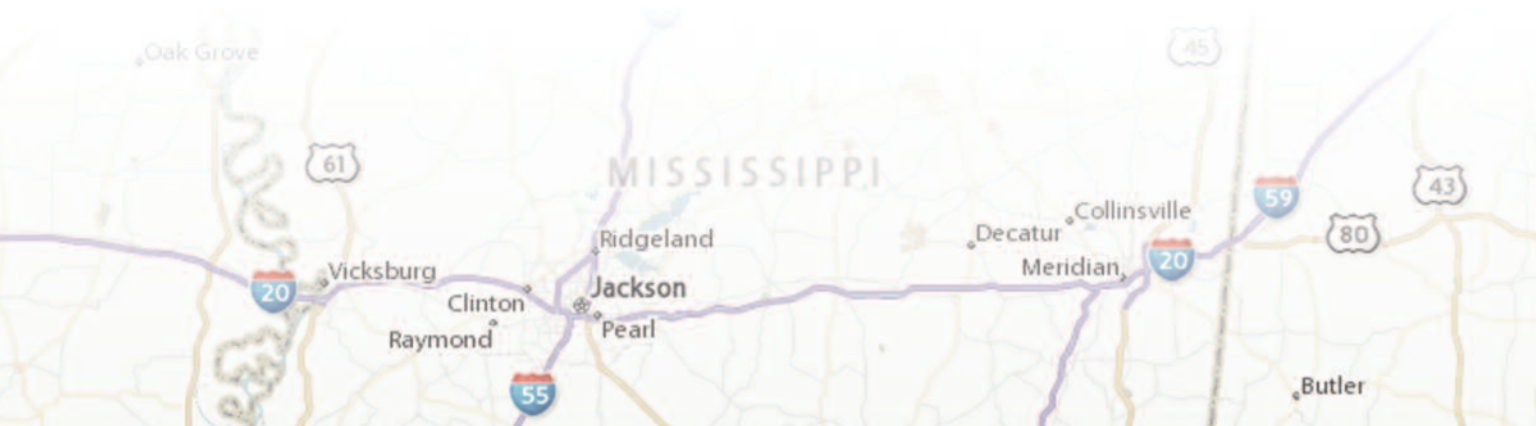 45
Oak Grove
61
MISSISSIPPI
43
59
Collinsville
80
Decatur
Ridgeland
20
Meridian
Vicksburg
20
Jackson
Clinton
Pearl
Raymond
Butler
55